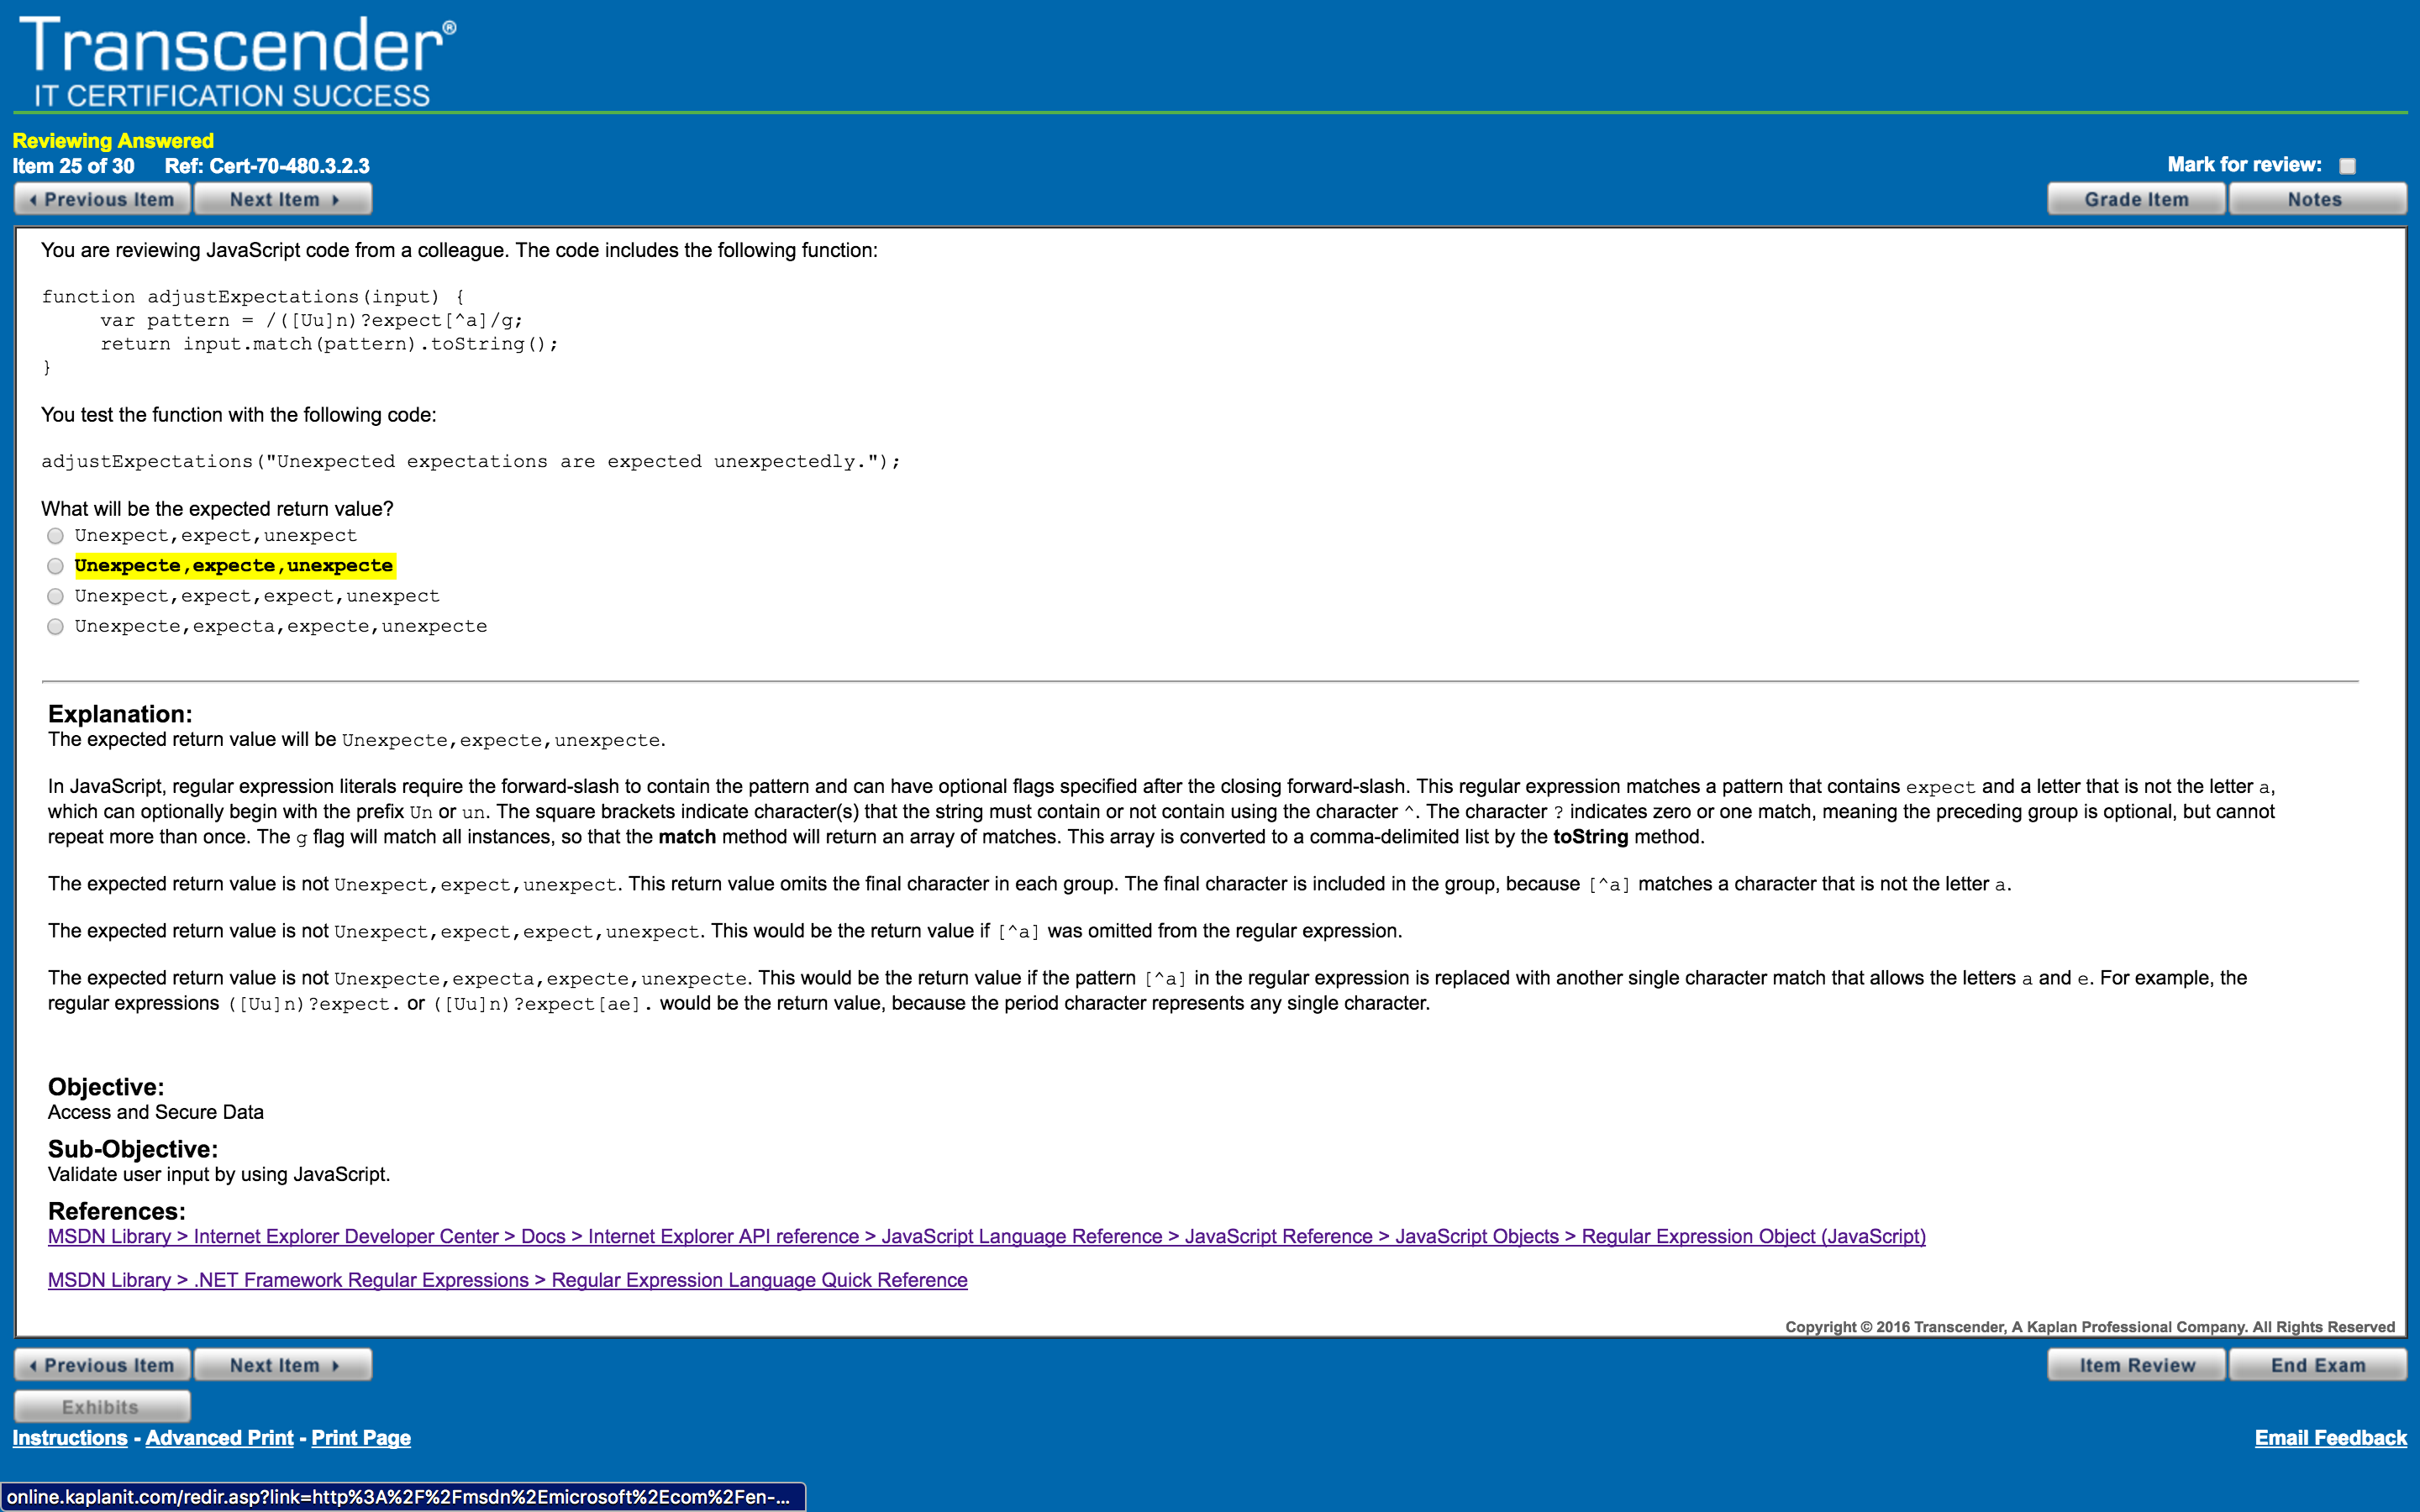 Transcender®
IT CERTIFICATION SUCCESS
Reviewing Answered
Item 25 of 30 Ref: Cert-70-480.3.2.3
Mark for review:
Previous Item Next Item Grade Item Notes
You are reviewing JavaScript code from a colleague. The code includes the following function:
function adjustExpectations(input) {
var pattern = /([Uu]n)?expect[^a]/g;
return input.match(pattern).toString();
}
You test the function with the following code:
adjustExpectations("Unexpected expectations are expected unexpectedly.");
What will be the expected return value?
Unexpect,expect,unexpect
Unexpecte,expecte,unexpecte
Unexpect,expect,expect,unexpect
Unexpecte,expecta,expecte,unexpecte
Explanation:
The expected return value will be Unexpecte,expecte,unexpecte.
In JavaScript, regular expression literals require the forward-slash to contain the pattern and can have optional flags specified after the closing forward-slash. This regular expression matches a pattern that contains expect and a letter that is not the letter a,
which can optionally begin with the prefix Un or un. The square brackets indicate character(s) that the string must contain or not contain using the character ^. The character ? indicates zero or one match, meaning the preceding group is optional, but cannot
repeat more than once. The g flag will match all instances, so that the match method will return an array of matches. This array is converted to a comma-delimited list by the toString method.
The expected return value is not Unexpect,expect,unexpect. This return value omits the final character in each group. The final character is included in the group, because [^a] matches a character that is not the letter a.
The expected return value is not Unexpect,expect,expect,unexpect. This would be the return value if [^a] was omitted from the regular expression.
The expected return value is not Unexpecte,expecta,expecte,unexpecte. This would be the return value if the pattern [^a] in the regular expression is replaced with another single character match that allows the letters a and e. For example, the
regular expressions ([Uu]n)?expect. or ([Uu]n)?expect[ae]. would be the return value, because the period character represents any single character.
Objective:
Access and Secure Data
Sub-Objective:
Validate user input by using JavaScript.
References:
MSDN Library > Internet Explorer Developer Center > Docs > Internet Explorer API reference > JavaScript Language Reference > JavaScript Reference > JavaScript Objects > Regular Expression Object (JavaScript)
MSDN Library > .NET Framework Regular Expressions > Regular Expression Language Quick Reference
Copyright © 2016 Transcender, A Kaplan Professional Company. All Rights Reserved
Previous Item Next Item Item Review End Exam
Exhibits
Instructions - Advanced Print - Print Page Email Feedback
online.kaplanit.com/redir.asp?link=http%3A%2F%2Fmsdn%2Emicrosoft%2Ecom%2Fen-...